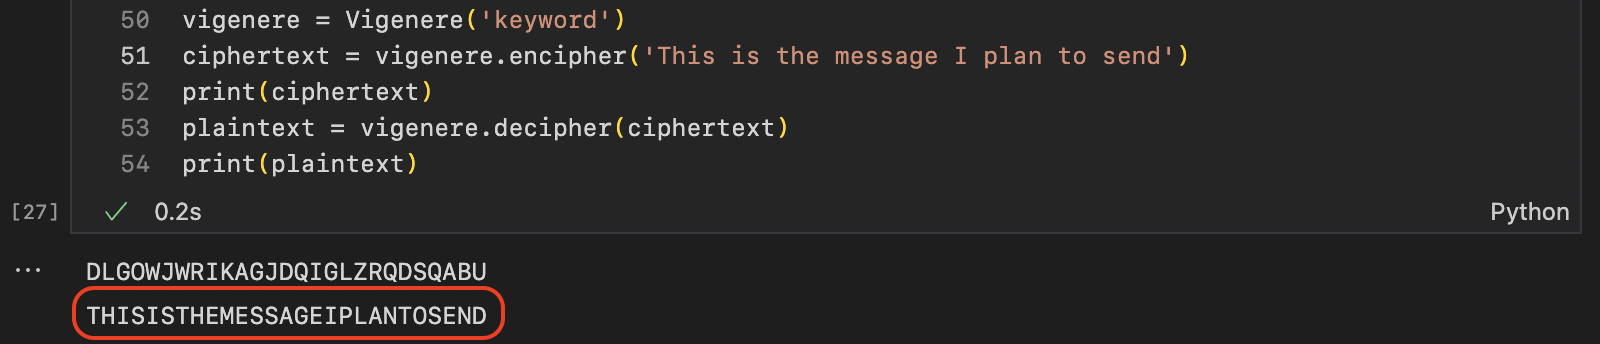 50 vigenere = Vigenere('keyword')
51 ciphertext = vigenere.encipher('This is the message I plan to send')
52 print(ciphertext)
53 plaintext = vigenere.decipher(ciphertext)
54 print(plaintext)
[27] ✓ 0.2s Python
... DLGOWJWRIKAGJDQIGLZRQDSQABU
THISISTHEMESSAGEIPLANTOSEND